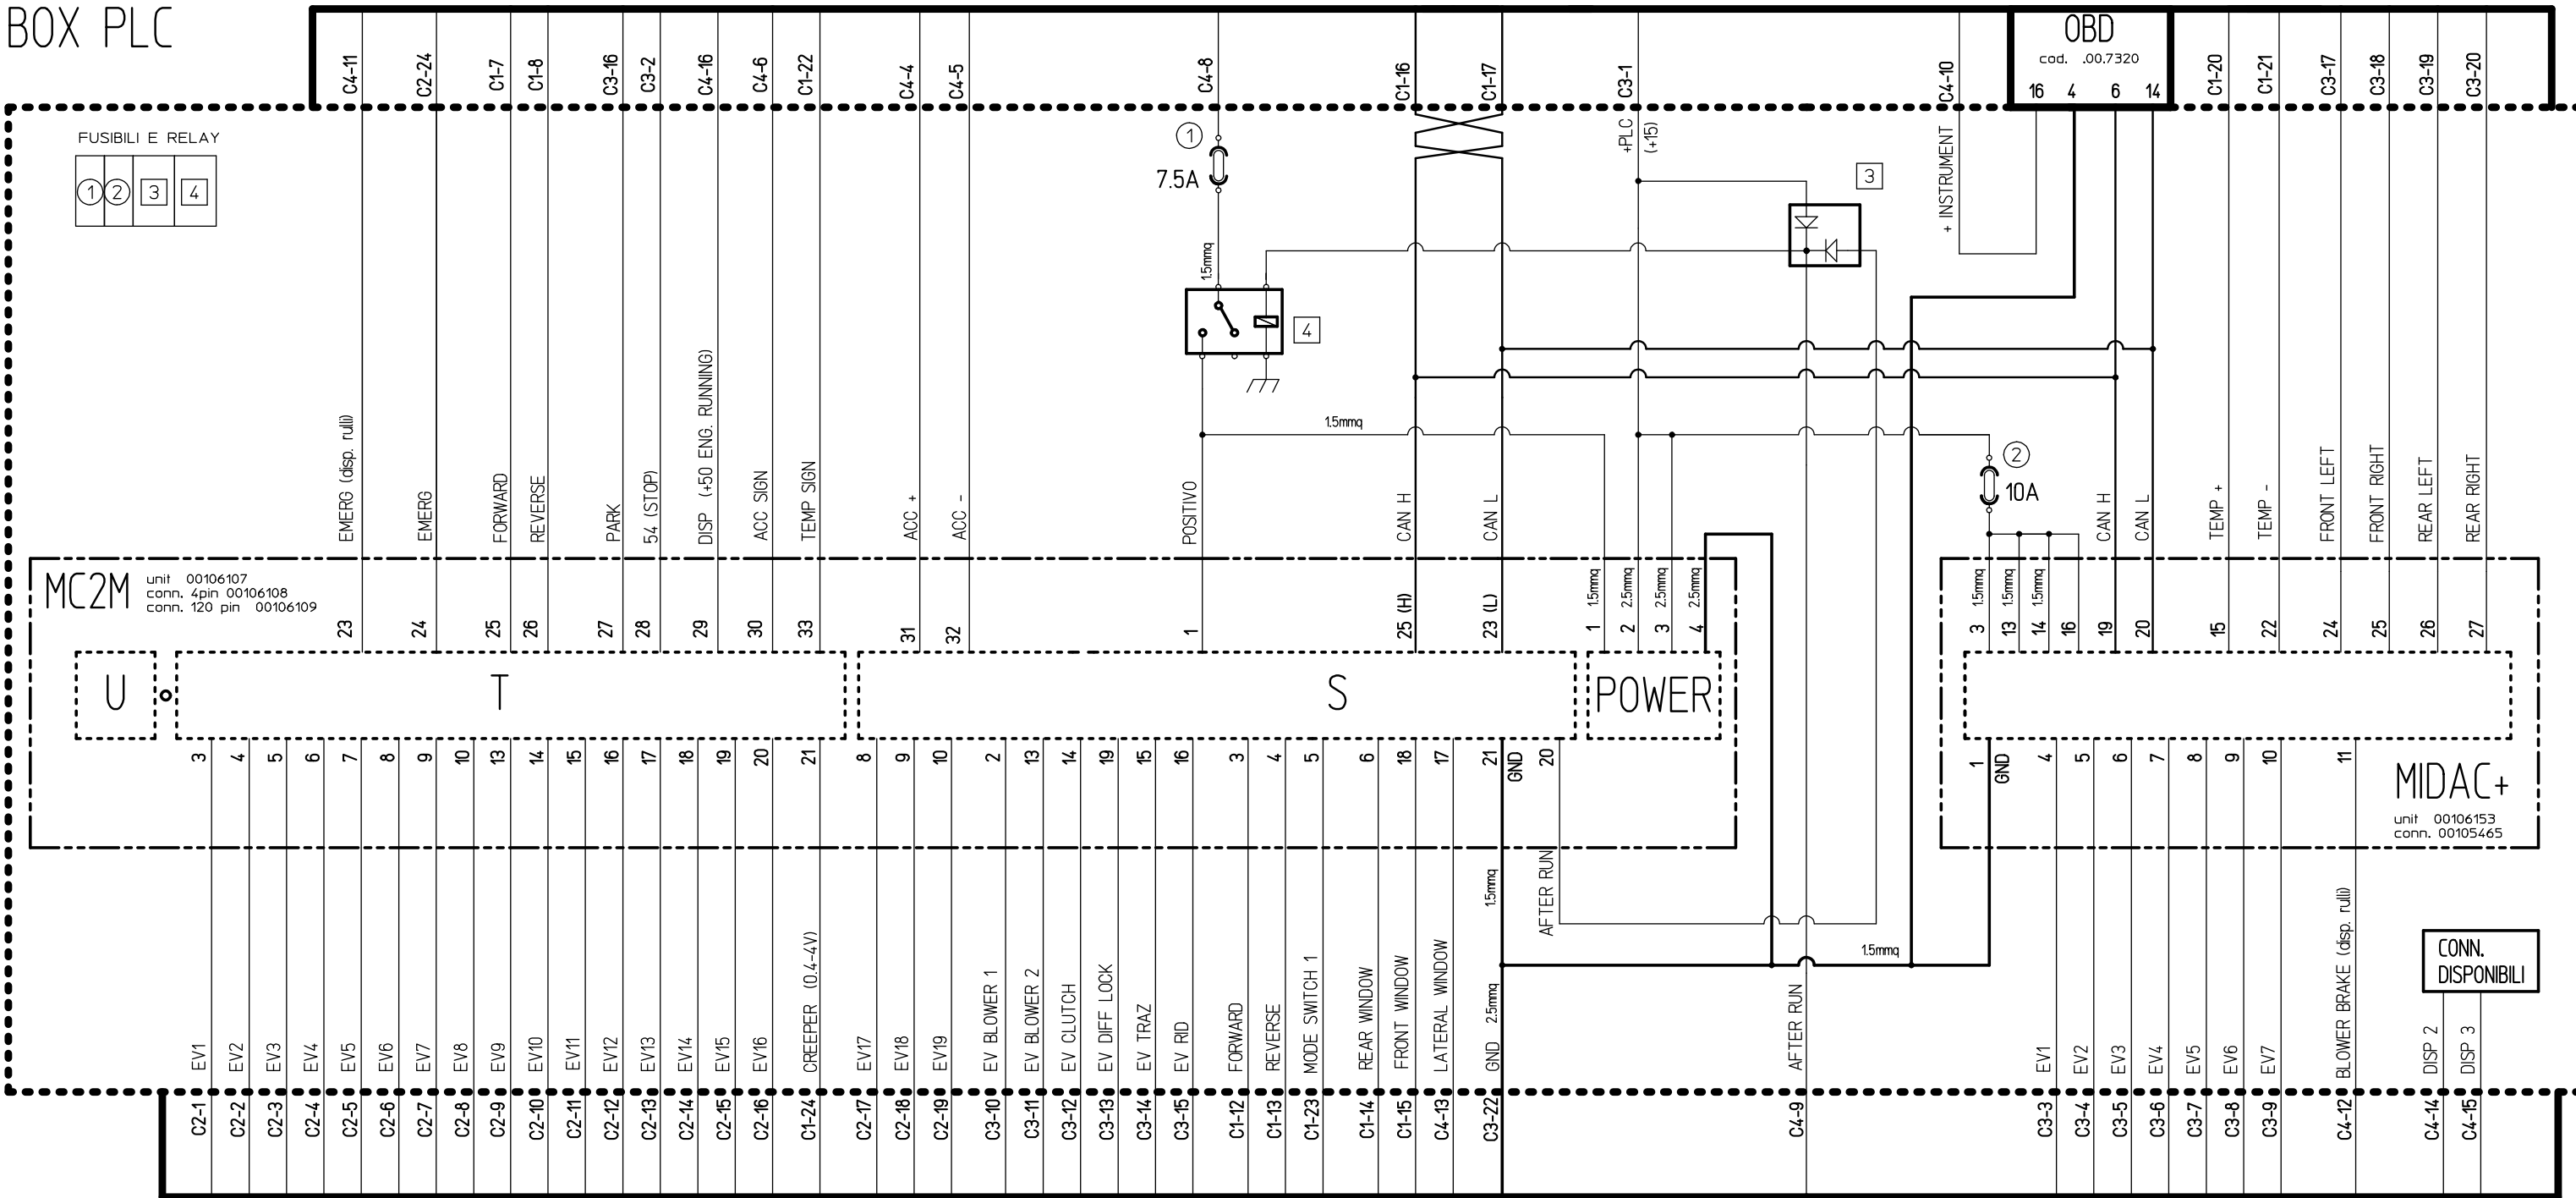 BOX PLC
C4-11
C2-24
C1-7
C1-8
C3-16
C3-2
C4-16
C4-6
C1-22
C4-4
C4-5
C4-8
C1-16
C1-17
C3-1
C4-10
OBD
cod. .00.7320
16 4 6 14
C1-20
C1-21
C3-17
C3-18
C3-19
C3-20
FUSIBILI E RELAY
1 2 3 4
1
7.5A
1.5mmq
4
+PLC
(+15)
3
+ INSTRUMENT
1.5mmq
2
10A
EMERG (disp. rulli)
EMERG
FORWARD
REVERSE
PARK
54 (STOP)
DISP (+50 ENG. RUNNING)
ACC SIGN
TEMP SIGN
ACC +
ACC -
POSITIVO
CAN H
CAN L
CAN H
CAN L
TEMP +
TEMP -
FRONT LEFT
FRONT RIGHT
REAR LEFT
REAR RIGHT
MC2M
unit 00106107
conn. 4pin 00106108
conn. 120 pin 00106109
1.5mmq
2.5mmq
2.5mmq
2.5mmq
1.5mmq
1.5mmq
1.5mmq
23
24
25
26
27
28
29
30
33
31
32
1
25 (H)
23 (L)
1
2
3
4
3
13
14
16
19
20
15
22
24
25
26
27
U
T
S
POWER
3
4
5
6
7
8
9
10
13
14
15
16
17
18
19
20
21
8
9
10
2
13
14
19
15
16
3
4
5
6
18
17
21
GND
20
1
GND
4
5
6
7
8
9
10
11
MIDAC+
unit 00106153
conn. 00105465
1.5mmq
AFTER RUN
1.5mmq
CONN.
DISPONIBILI
EV1
EV2
EV3
EV4
EV5
EV6
EV7
EV8
EV9
EV10
EV11
EV12
EV13
EV14
EV15
EV16
CREEPER (0.4-4V)
EV17
EV18
EV19
EV BLOWER 1
EV BLOWER 2
EV CLUTCH
EV DIFF LOCK
EV TRAZ
EV RID
FORWARD
REVERSE
MODE SWITCH 1
REAR WINDOW
FRONT WINDOW
LATERAL WINDOW
GND 2.5mmq
AFTER RUN
EV1
EV2
EV3
EV4
EV5
EV6
EV7
BLOWER BRAKE (disp. rulli)
DISP 2
DISP 3
C2-1
C2-2
C2-3
C2-4
C2-5
C2-6
C2-7
C2-8
C2-9
C2-10
C2-11
C2-12
C2-13
C2-14
C2-15
C2-16
C1-24
C2-17
C2-18
C2-19
C3-10
C3-11
C3-12
C3-13
C3-14
C3-15
C1-12
C1-13
C1-23
C1-14
C1-15
C4-13
C3-22
C4-9
C3-3
C3-4
C3-5
C3-6
C3-7
C3-8
C3-9
C4-12
C4-14
C4-15